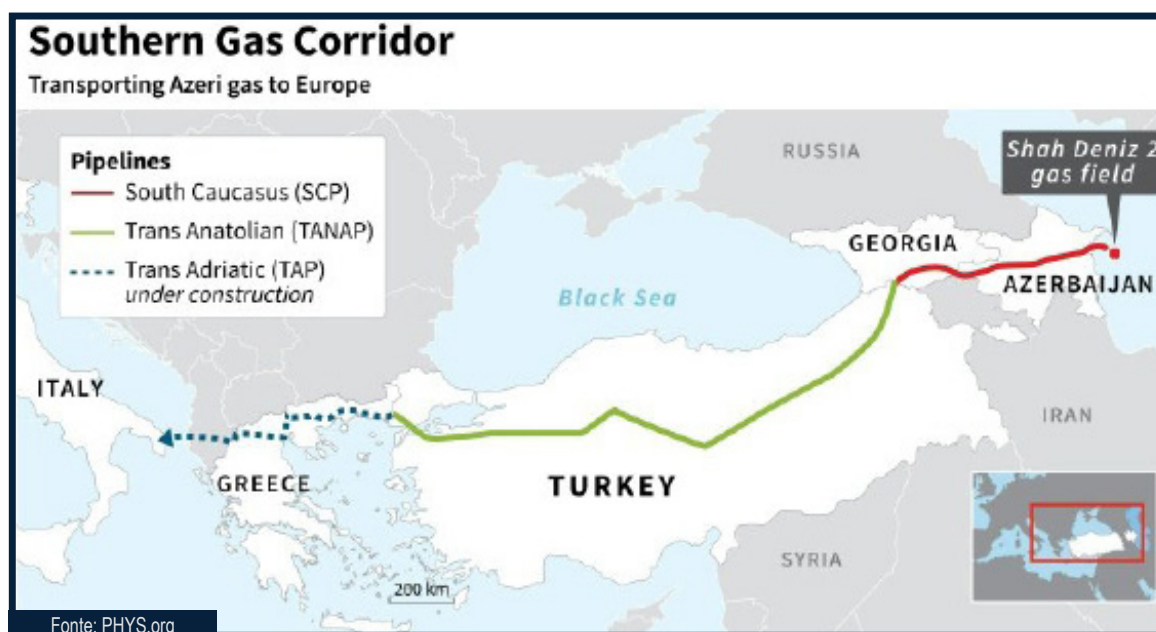 Southern Gas Corridor
Transporting Azeri gas to Europe
Pipelines
South Caucasus (SCP)
Trans Anatolian (TANAP)
Trans Adriatic (TAP)
under construction
RUSSIA
Shah Deniz 2
gas field
GEORGIA
AZERBAIJAN
Black Sea
ITALY
IRAN
GREECE
TURKEY
SYRIA
200 km
Fonte: PHYS.org